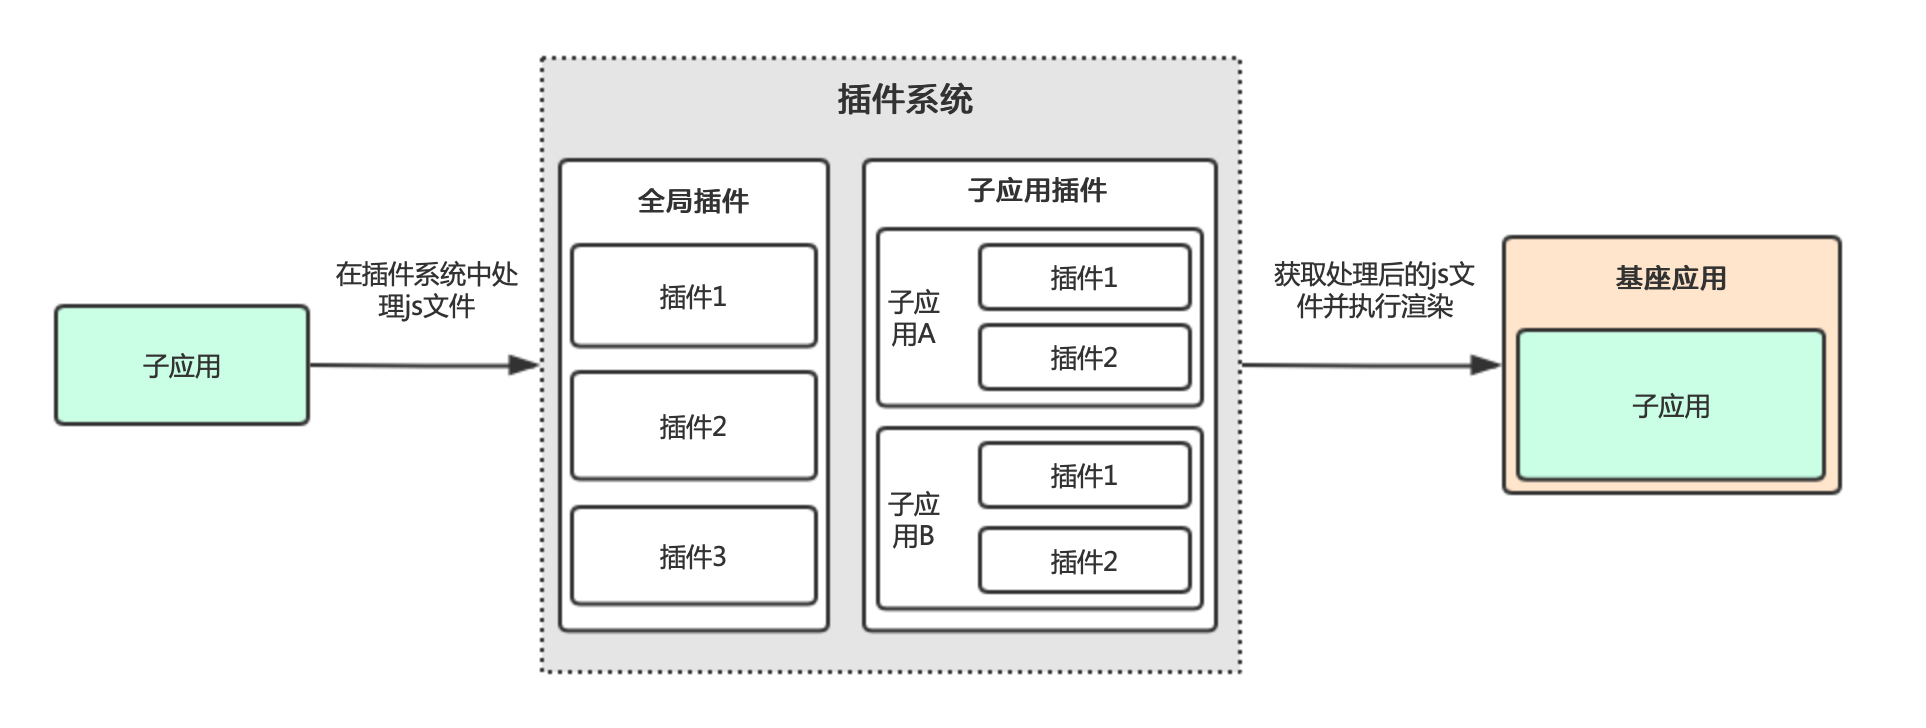 子应用
在插件系统中处
理js文件
插件系统
全局插件
插件1
插件2
插件3
子应用插件
子应
用A
插件1
插件2
子应
用B
插件1
插件2
获取处理后的js文
件并执行渲染
基座应用
子应用